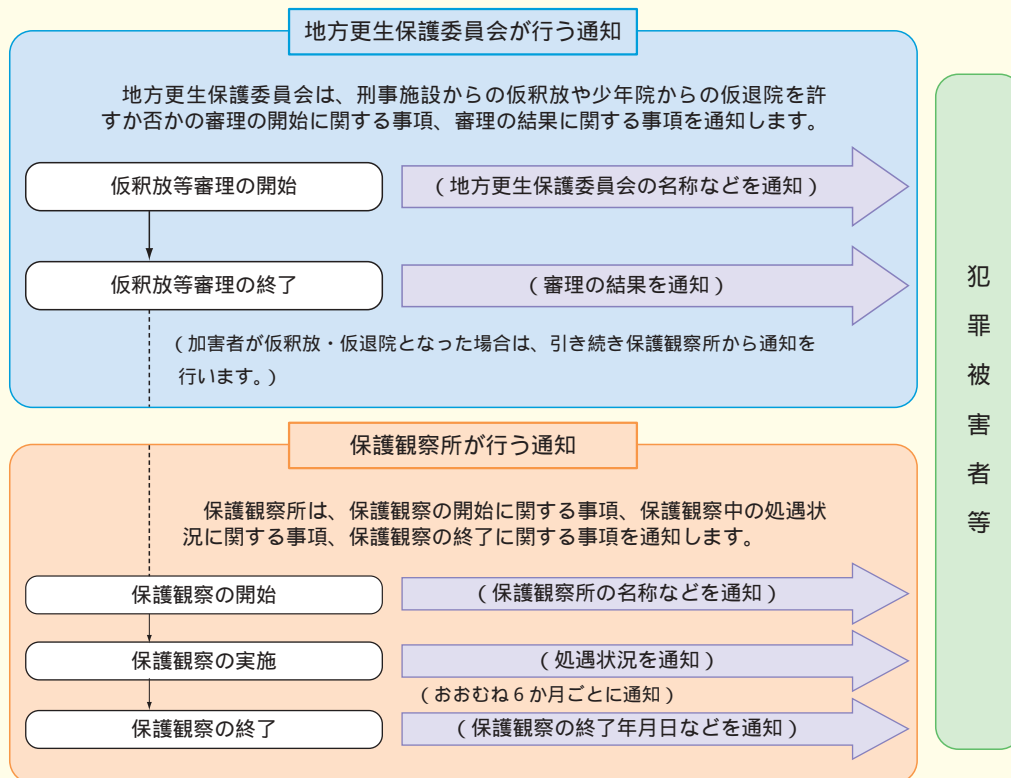 地方更生保護委員会が行う通知
地方更生保護委員会は、刑事施設からの仮釈放や少年院からの仮退院を許
すか否かの審理の開始に関する事項、審理の結果に関する事項を通知します。
仮釈放等審理の開始
（地方更生保護委員会の名称などを通知）
仮釈放等審理の終了
（審理の結果を通知）
（加害者が仮釈放・仮退院となった場合は、引き続き保護観察所から通知を
行います。）
保護観察所が行う通知
保護観察所は、保護観察の開始に関する事項、保護観察中の処遇状
況に関する事項、保護観察の終了に関する事項を通知します。
保護観察の開始
（保護観察所の名称などを通知）
保護観察の実施
（処遇状況を通知）
（おおむね６か月ごとに通知）
保護観察の終了
（保護観察の終了年月日などを通知）
犯罪被害者等